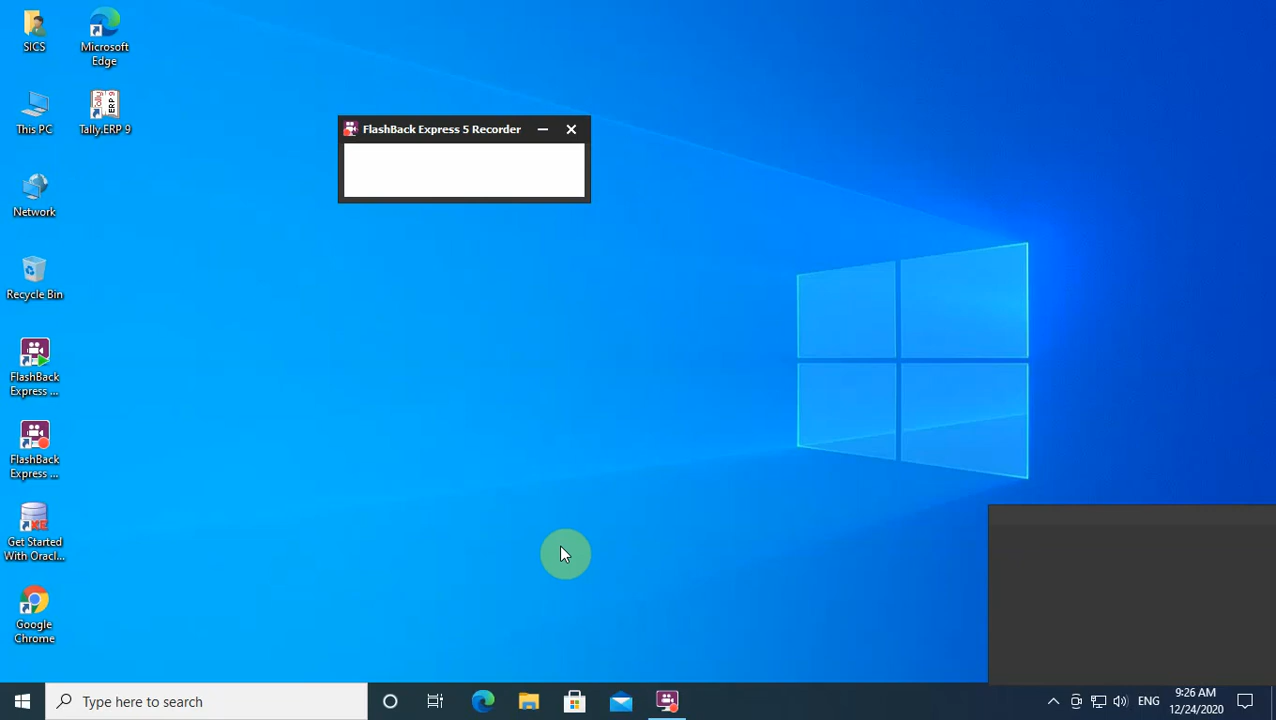 SICS
Microsoft
Edge
This PC
Tally.ERP 9
Network
Recycle Bin
FlashBack
Express ...
FlashBack
Express ...
Get Started
With Oracl...
Google
Chrome
FlashBack Express 5 Recorder
Type here to search
ENG
9:26 AM
12/24/2020